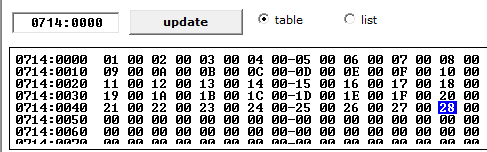 0714:0000 update table list
0714:0000 01 00 02 00 03 00 04 00-05 00 06 00 07 00 08 00
0714:0010 09 00 0A 00 0B 00 0C 00-0D 00 0E 00 0F 00 10 00
0714:0020 11 00 12 00 13 00 14 00-15 00 16 00 17 00 18 00
0714:0030 19 00 1A 00 1B 00 1C 00-1D 00 1E 00 1F 00 20 00
0714:0040 21 00 22 00 23 00 24 00-25 00 26 00 27 00 28 00
0714:0050 00 00 00 00 00 00 00 00-00 00 00 00 00 00 00 00
0714:0060 00 00 00 00 00 00 00 00-00 00 00 00 00 00 00 00